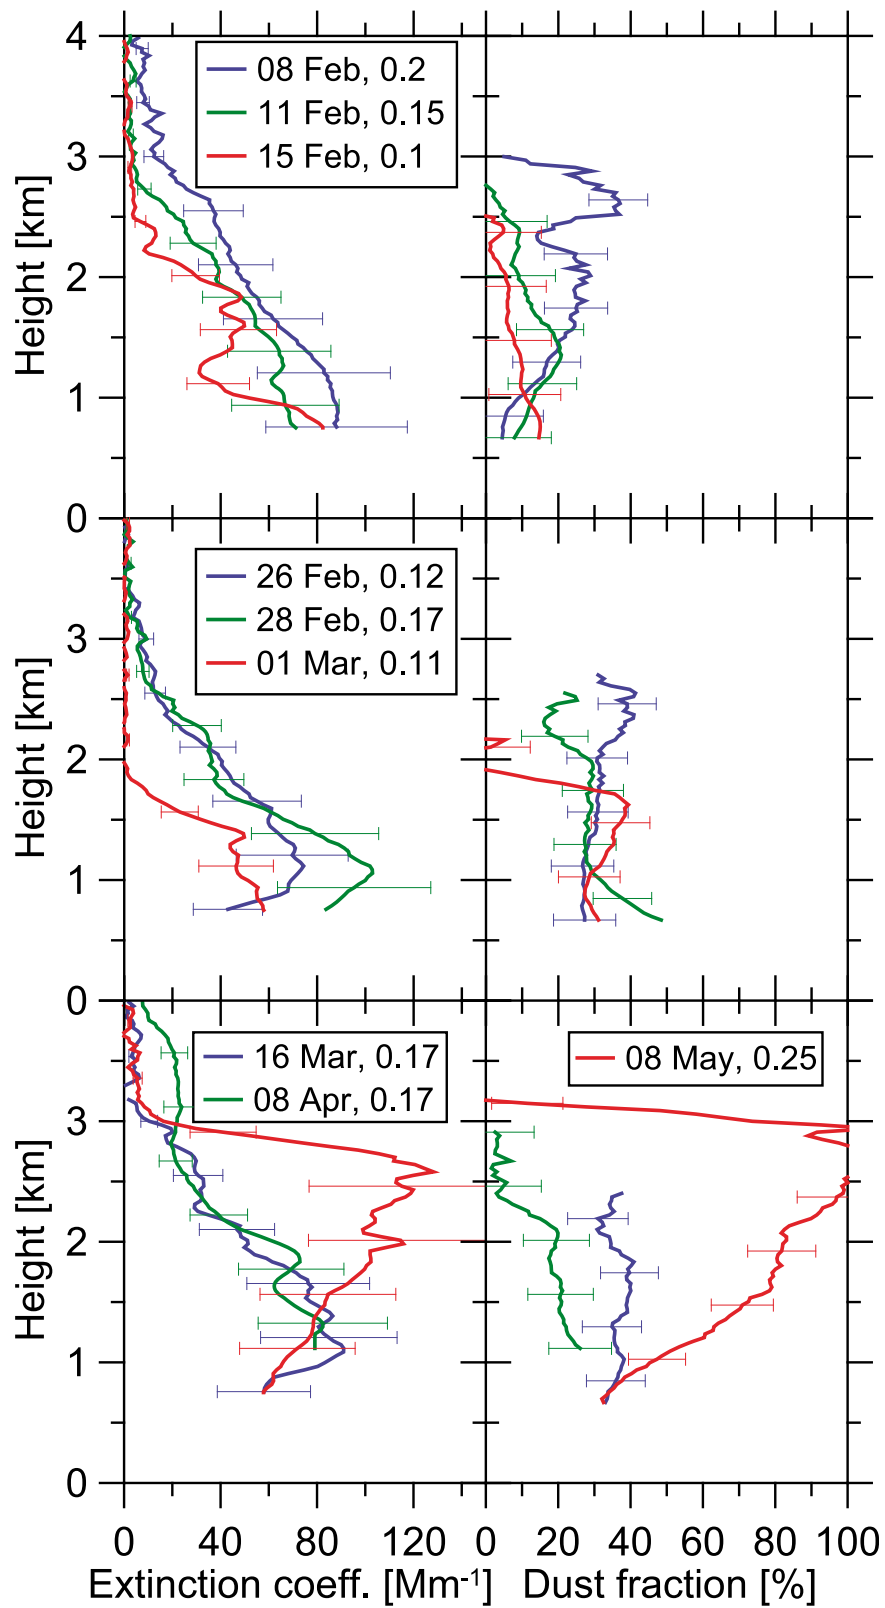 4
08 Feb, 0.2
11 Feb, 0.15
15 Feb, 0.1
3
Height [km]
2
1
0
26 Feb, 0.12
28 Feb, 0.17
01 Mar, 0.11
3
Height [km]
2
1
0
16 Mar, 0.17
08 Apr, 0.17
08 May, 0.25
3
Height [km]
2
1
0
0 40 80 120 0 20 40 60 80 100
Extinction coeff. [Mm⁻¹] Dust fraction [%]